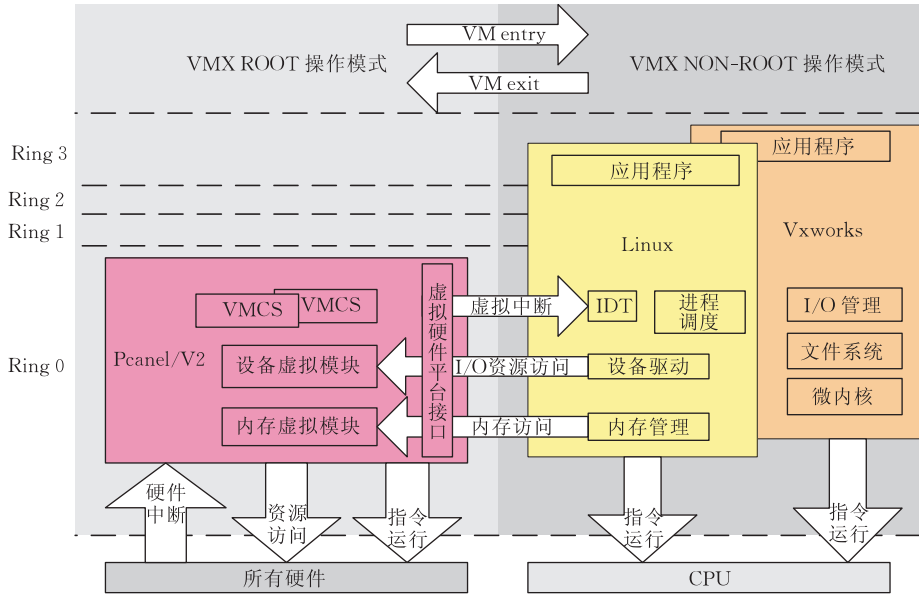 VM entry
VMX ROOT 操作模式
VMX NON-ROOT 操作模式
VM exit
Ring 3
应用程序
应用程序
Ring 2
Ring 1
Linux
Vxworks
VMCS
VMCS
虚拟硬件平台接口
虚拟中断
IDT
进程
调度
I/O 管理
Ring 0
Pcanel/V2
设备虚拟模块
I/O资源访问
设备驱动
文件系统
微内核
内存虚拟模块
内存访问
内存管理
硬件
中断
资源
访问
指令
运行
指令
运行
指令
运行
所有硬件
CPU